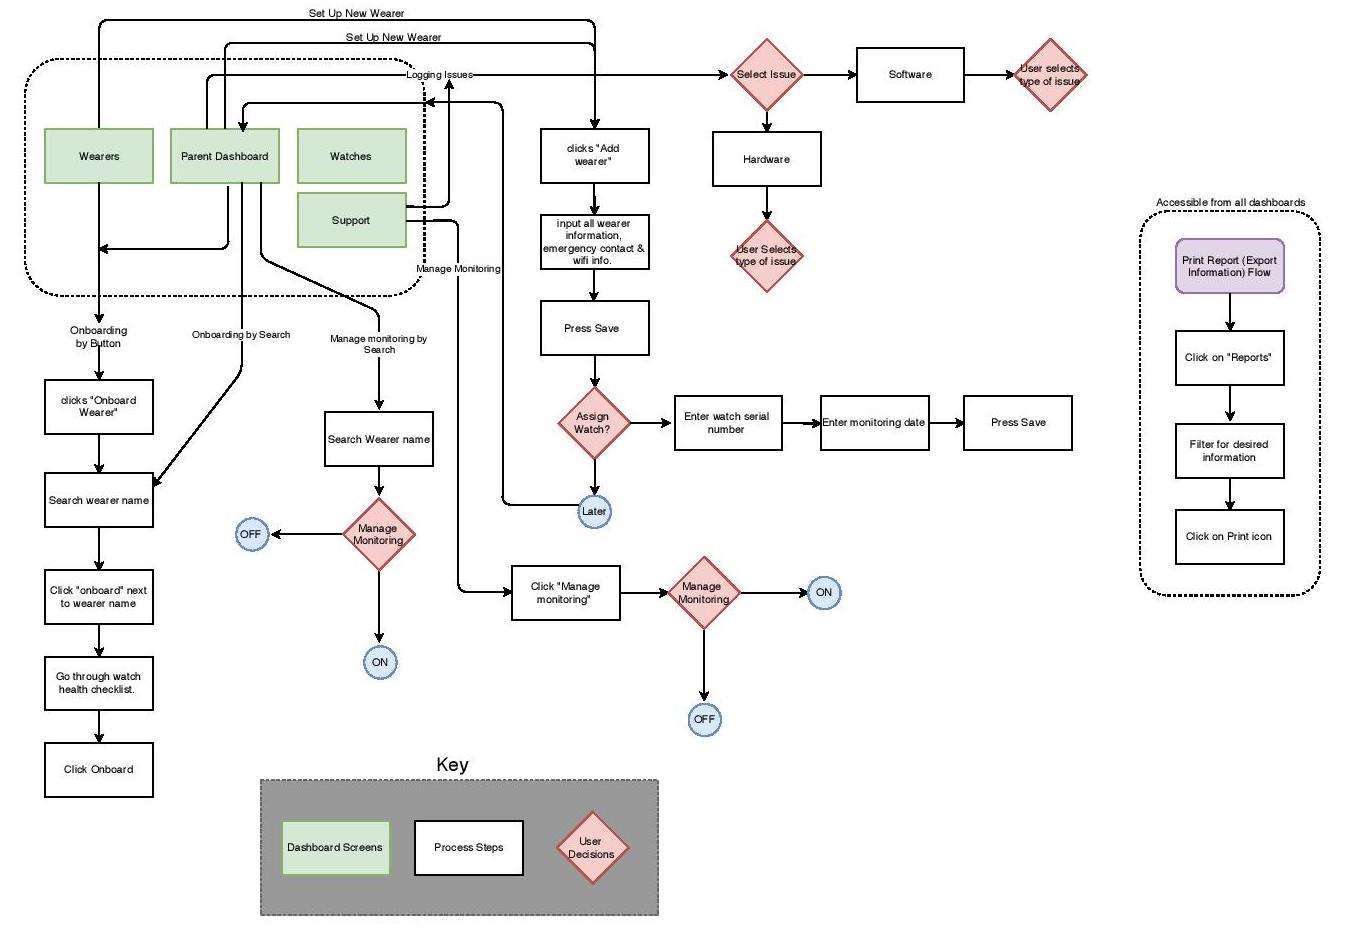 Set Up New Wearer
Set Up New Wearer
Logging Issues
Select Issue
Software
User selects
type of issue
Wearers
Parent Dashboard
Watches
clicks "Add
wearer"
Hardware
Support
input all wearer
information,
emergency contact &
wifi info.
User Selects
type of issue
Accessible from all dashboards
Print Report (Export
Information) Flow
Manage Monitoring
Onboarding
by Button
Onboarding by Search
Manage monitoring by
Search
Press Save
Click on "Reports"
clicks "Onboard
Wearer"
Search Wearer name
Assign
Watch?
Enter watch serial
number
Enter monitoring date
Press Save
Filter for desired
information
Search wearer name
Later
OFF
Manage
Monitoring
Click on Print icon
Click "onboard" next
to wearer name
Click "Manage
monitoring"
Manage
Monitoring
ON
Go through watch
health checklist.
ON
OFF
Click Onboard
Key
Dashboard Screens
Process Steps
User
Decisions